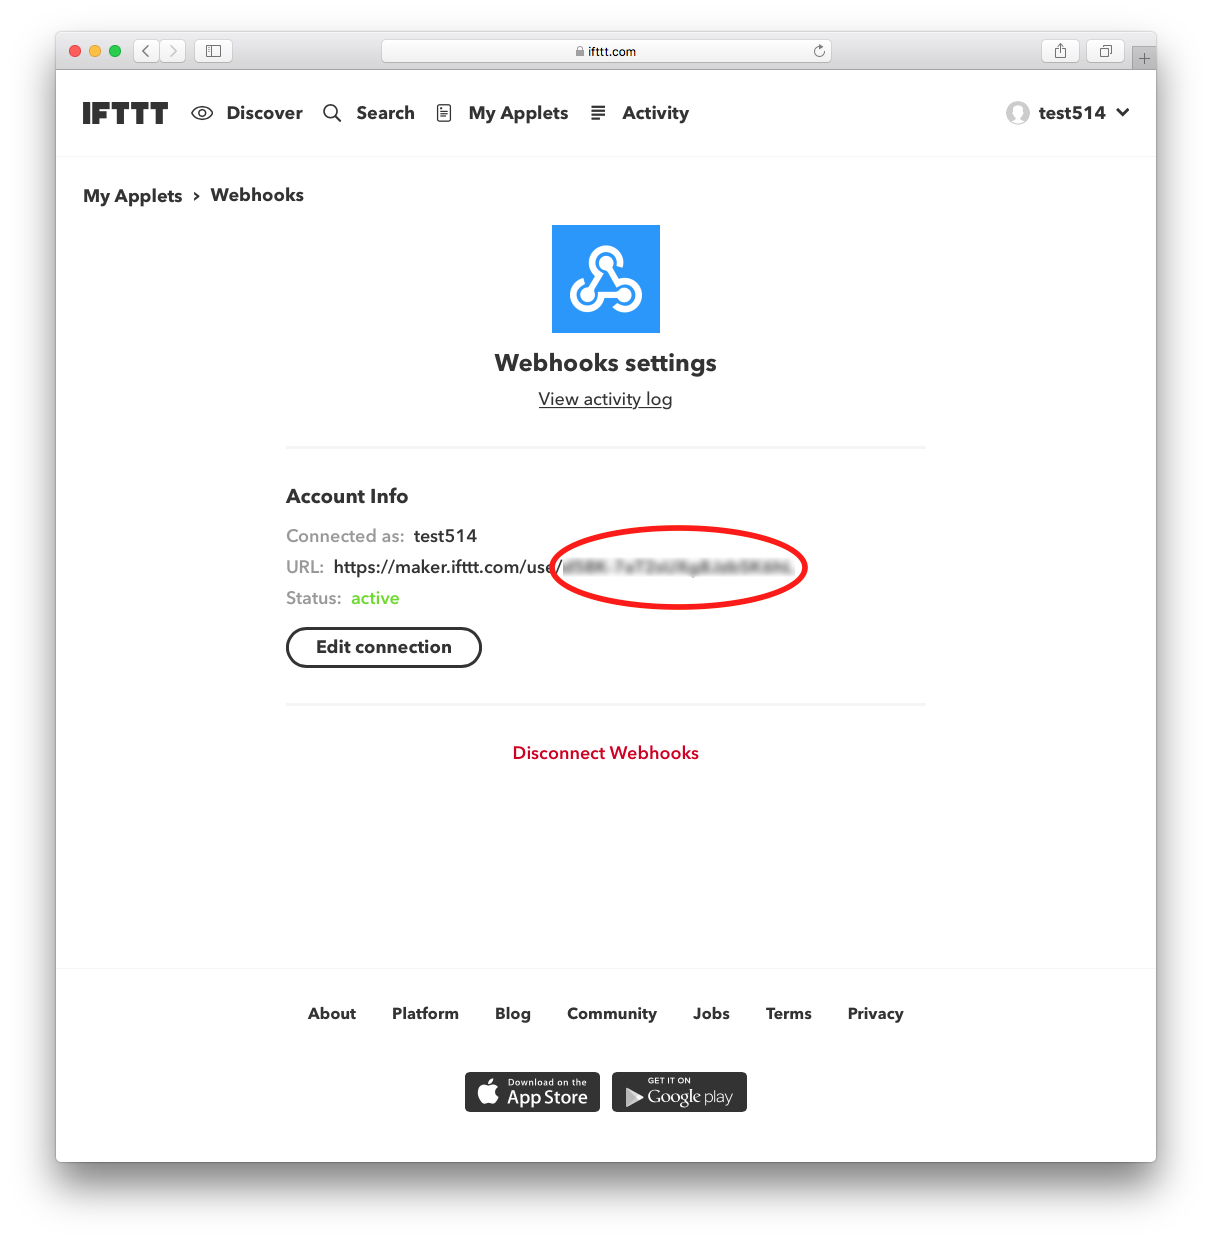 ifttt.com
IFTTT Discover Search My Applets Activity test514
My Applets › Webhooks
Webhooks settings
View activity log
Account Info
Connected as: test514
URL: https://maker.ifttt.com/use/
Status: active
Edit connection
Disconnect Webhooks
About Platform Blog Community Jobs Terms Privacy
Download on the
App Store
GET IT ON
Google play